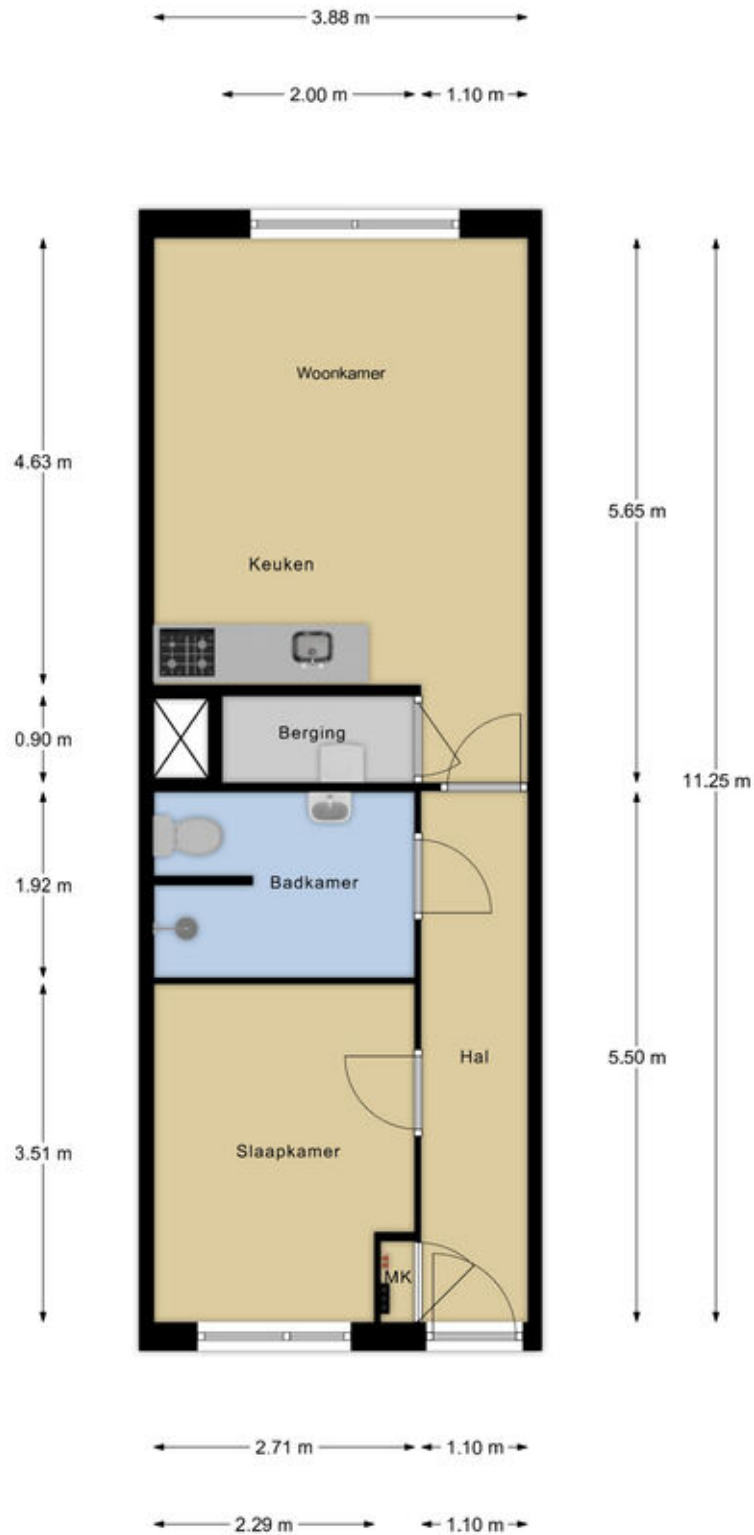 3.88 m
2.00 m
1.10 m
Woonkamer
4.63 m
5.65 m
Keuken
Berging
0.90 m
11.25 m
Badkamer
1.92 m
Hal
5.50 m
Slaapkamer
3.51 m
MK
2.71 m
1.10 m
2.29 m
1.10 m